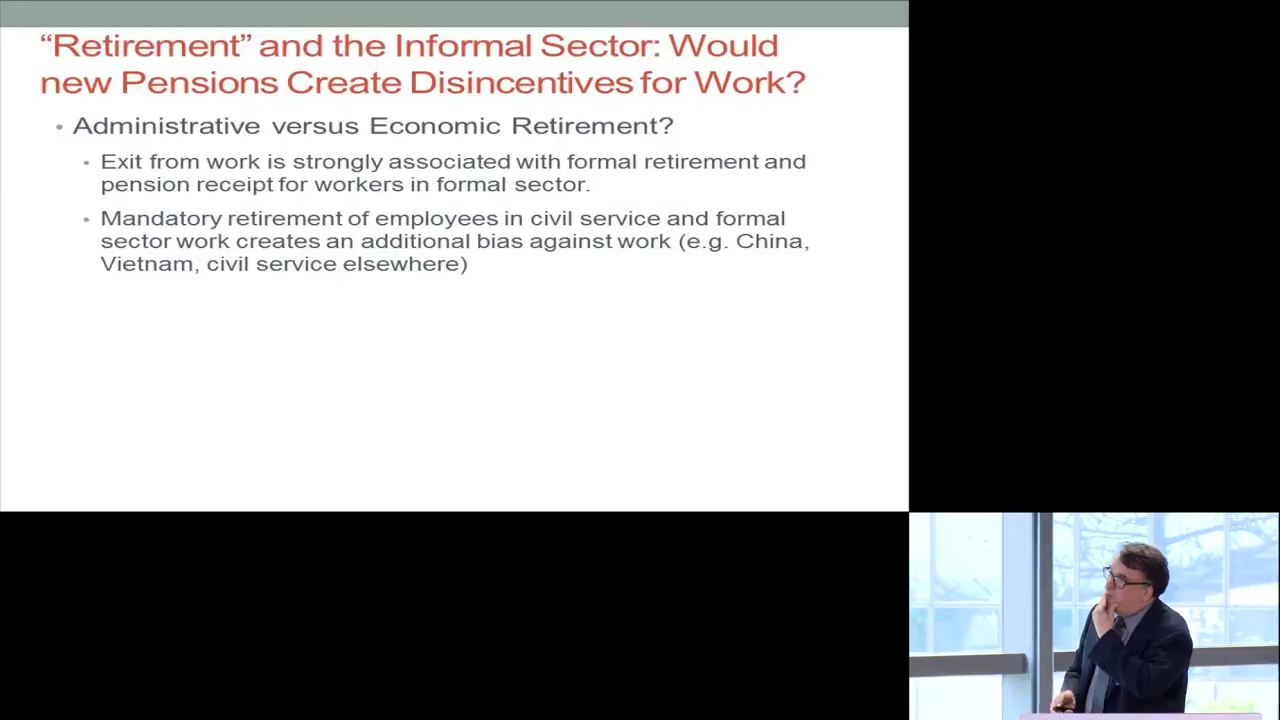 “Retirement” and the Informal Sector: Would
new Pensions Create Disincentives for Work?
• Administrative versus Economic Retirement?
• Exit from work is strongly associated with formal retirement and
pension receipt for workers in formal sector.
• Mandatory retirement of employees in civil service and formal
sector work creates an additional bias against work (e.g. China,
Vietnam, civil service elsewhere)